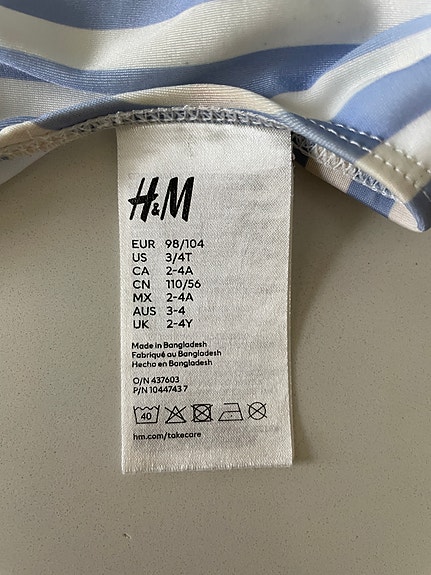 H&M
EUR 98/104
US 3/4T
CA 2-4A
CN 110/56
MX 2-4A
AUS 3-4
UK 2-4Y
Made in Bangladesh
Fabriqué au Bangladesh
Hecho en Bangladesh
O/N 437603
P/N 1044743 7
40
hm.com/takecare